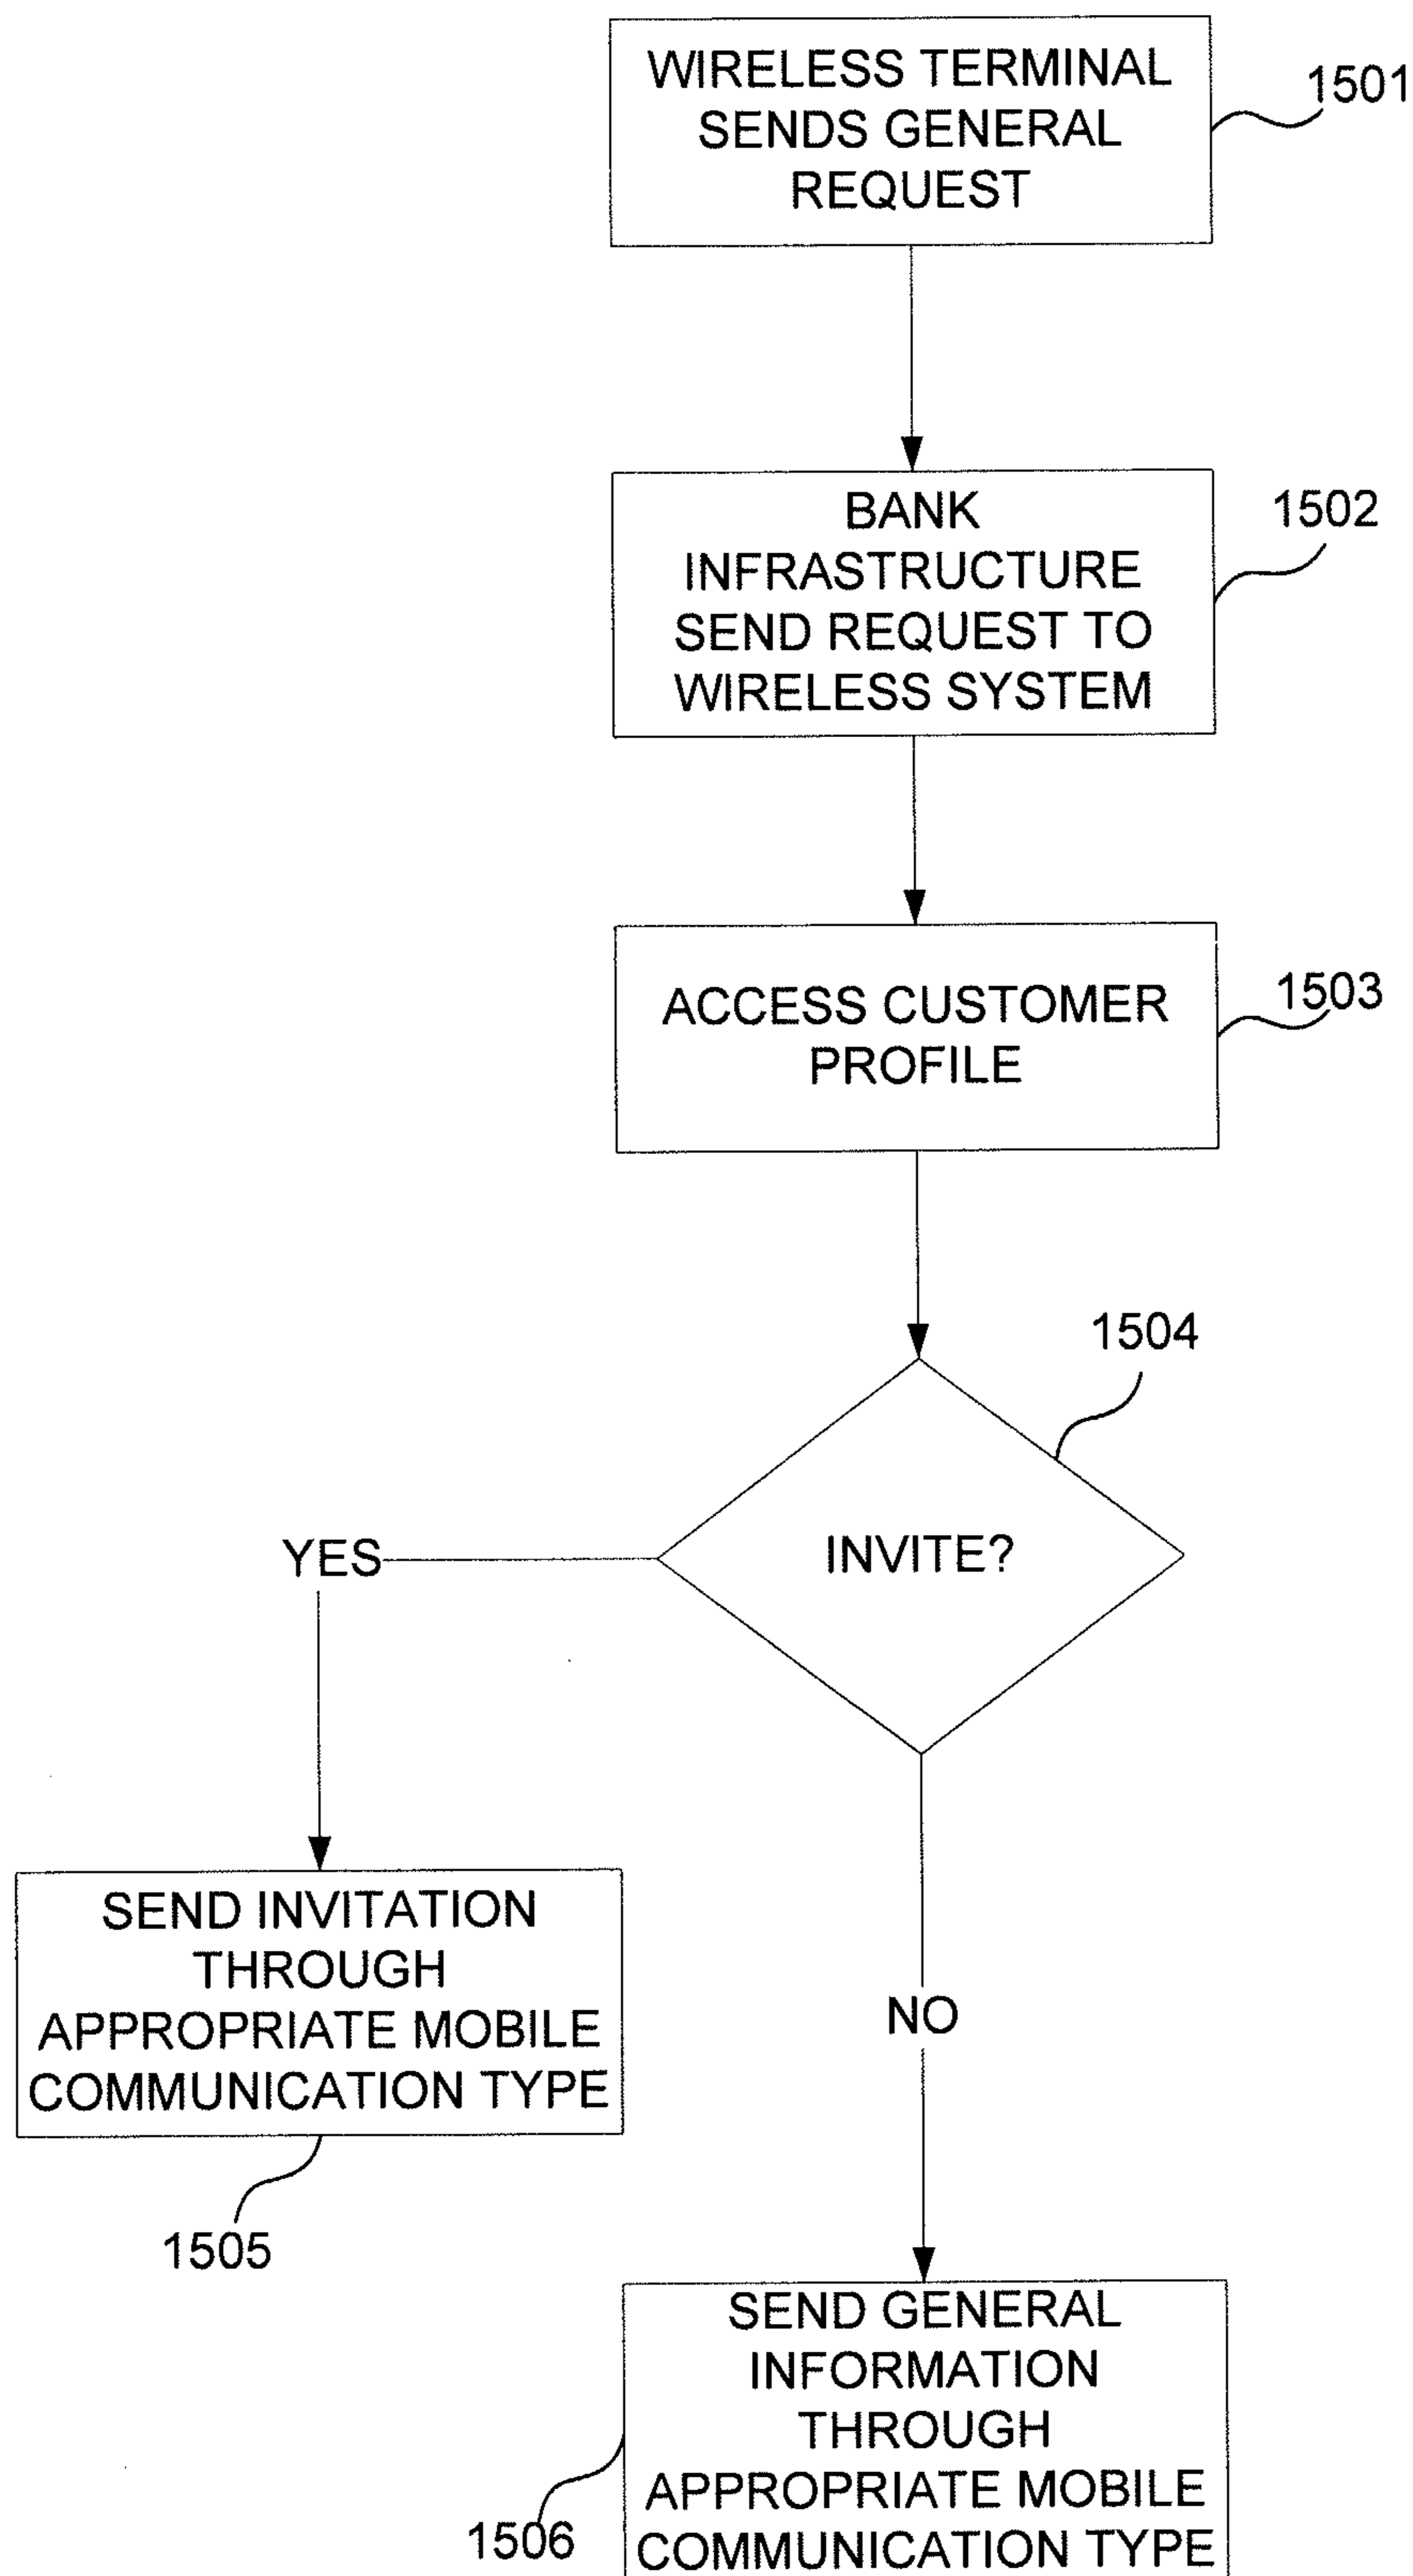 WIRELESS TERMINAL
SENDS GENERAL
REQUEST
1501
BANK
INFRASTRUCTURE
SEND REQUEST TO
WIRELESS SYSTEM
1502
ACCESS CUSTOMER
PROFILE
1503
1504
INVITE?
YES
SEND INVITATION
THROUGH
APPROPRIATE MOBILE
COMMUNICATION TYPE
1505
NO
SEND GENERAL
INFORMATION
THROUGH
APPROPRIATE MOBILE
COMMUNICATION TYPE
1506